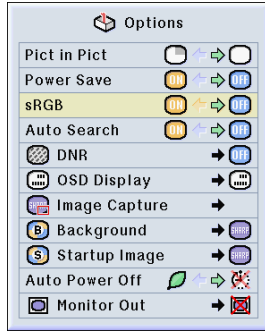 Options
Pict in Pict
Power Save ON OFF
sRGB ON OFF
Auto Search ON OFF
DNR OFF
OSD Display
Image Capture
B Background SHARP
S Startup Image SHARP
Auto Power Off
Monitor Out